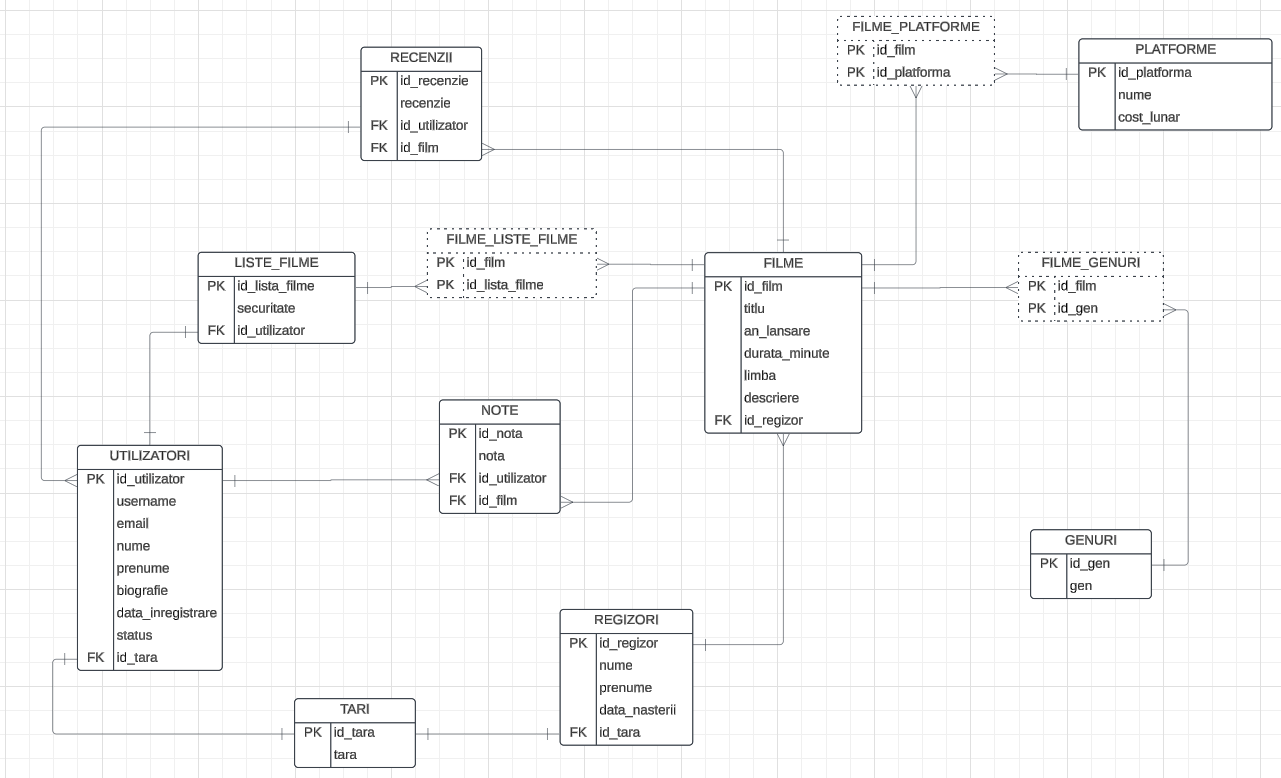 FILME_PLATFORME
PK id_film
PK id_platforma
PLATFORME
PK id_platforma
nume
cost_lunar
RECENZII
PK id_recenzie
recenzie
FK id_utilizator
FK id_film
FILME_LISTE_FILME
PK id_film
PK id_lista_filme
LISTE_FILME
PK id_lista_filme
securitate
FK id_utilizator
FILME
PK id_film
titlu
an_lansare
durata_minute
limba
descriere
FK id_regizor
FILME_GENURI
PK id_film
PK id_gen
NOTE
PK id_nota
nota
FK id_utilizator
FK id_film
UTILIZATORI
PK id_utilizator
username
email
nume
prenume
biografie
data_inregistrare
status
FK id_tara
GENURI
PK id_gen
gen
REGIZORI
PK id_regizor
nume
prenume
data_nasterii
FK id_tara
TARI
PK id_tara
tara